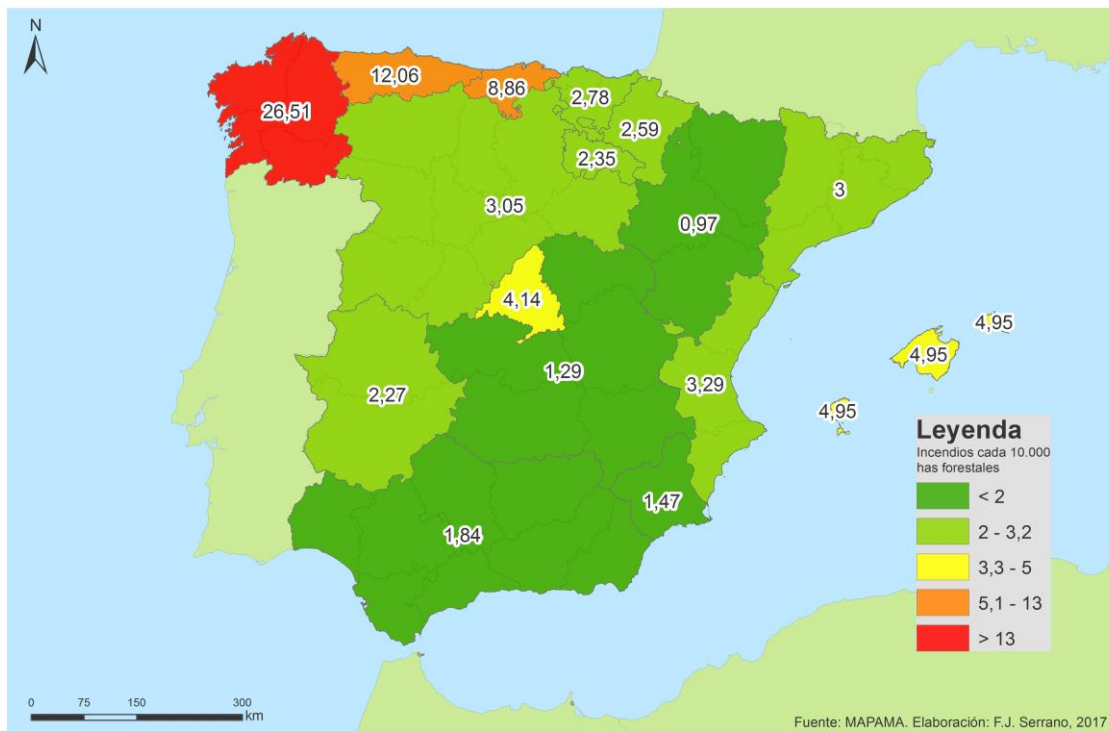 N
26,51
12,06
8,86
2,78
2,59
2,35
3,05
0,97
3
4,14
4,95
4,95
1,29
2,27
3,29
4,95
1,47
1,84
Leyenda
Incendios cada 10.000
has forestales
< 2
2 - 3,2
3,3 - 5
5,1 - 13
> 13
0 75 150 300
km
Fuente: MAPAMA. Elaboración: F.J. Serrano, 2017